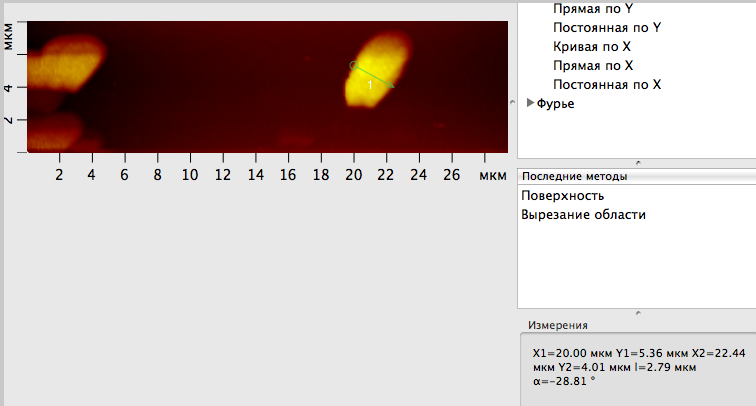 мкм
4
2
1
2 4 6 8 10 12 14 16 18 20 22 24 26 мкм
Прямая по Y
Постоянная по Y
Кривая по X
Прямая по X
Постоянная по X
Фурье
Последние методы
Поверхность
Вырезание области
Измерения
X1=20.00 мкм Y1=5.36 мкм X2=22.44
мкм Y2=4.01 мкм l=2.79 мкм
α=-28.81 °